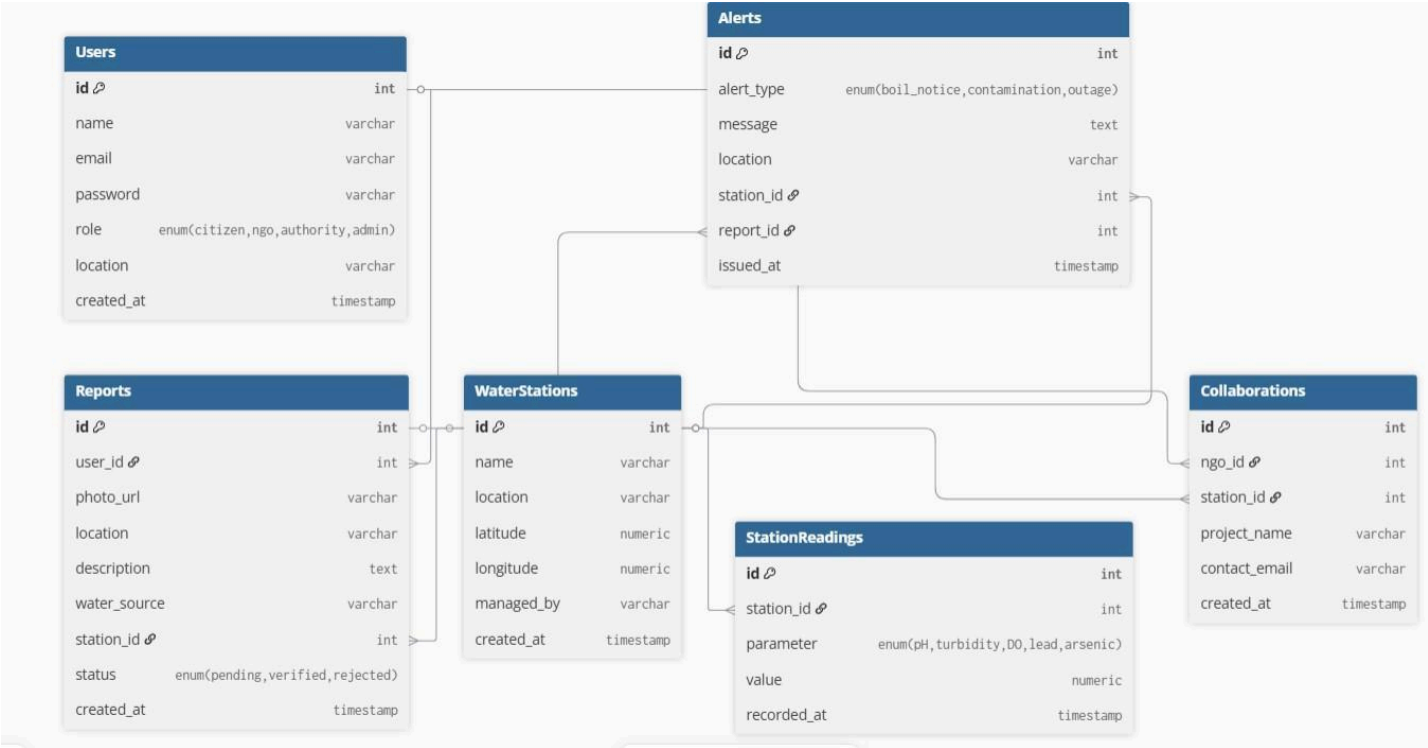 Users
id int
name varchar
email varchar
password varchar
role enum(citizen,ngo,authority,admin)
location varchar
created_at timestamp
Alerts
id int
alert_type enum(boil_notice,contamination,outage)
message text
location varchar
station_id int
report_id int
issued_at timestamp
Reports
id int
user_id int
photo_url varchar
location varchar
description text
water_source varchar
station_id int
status enum(pending,verified,rejected)
created_at timestamp
WaterStations
id int
name varchar
location varchar
latitude numeric
longitude numeric
managed_by varchar
created_at timestamp
StationReadings
id int
station_id int
parameter enum(pH,turbidity,DO,lead,arsenic)
value numeric
recorded_at timestamp
Collaborations
id int
ngo_id int
station_id int
project_name varchar
contact_email varchar
created_at timestamp